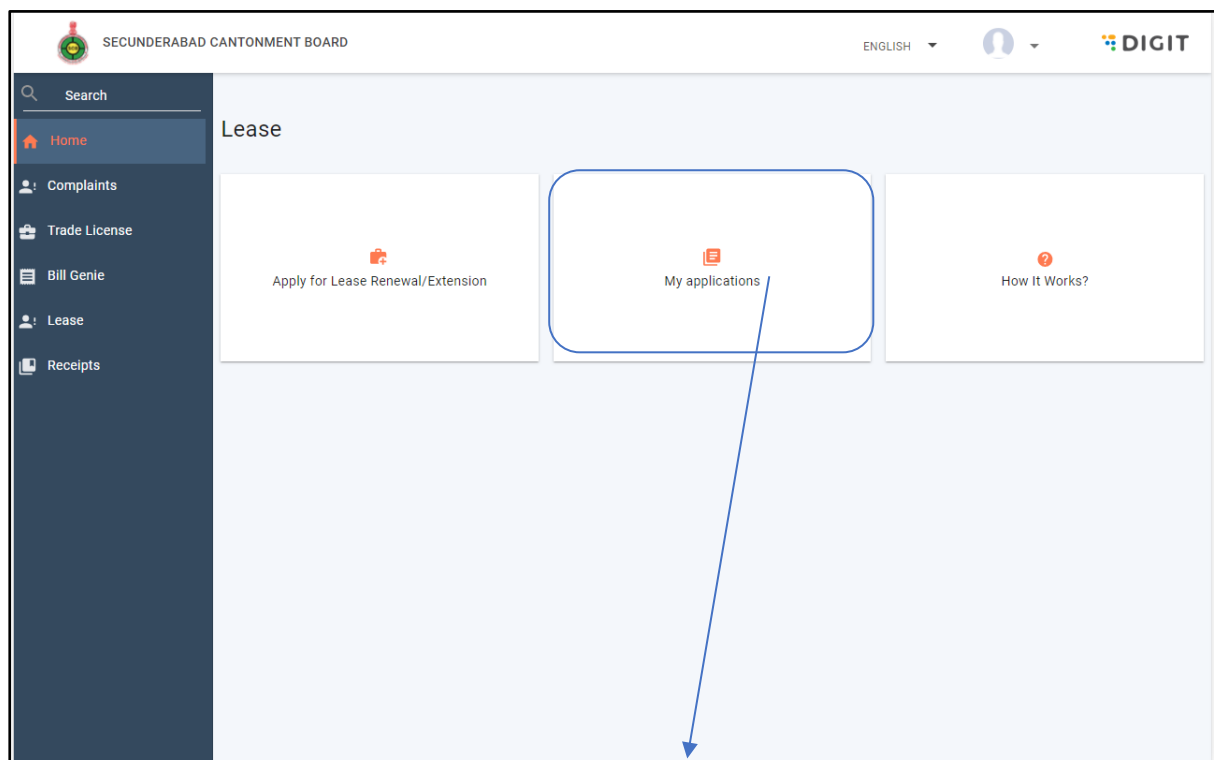 SECUNDERABAD CANTONMENT BOARD
ENGLISH
DIGIT
Search
Home
Complaints
Trade License
Bill Genie
Lease
Receipts
Lease
Apply for Lease Renewal/Extension
My applications
How It Works?